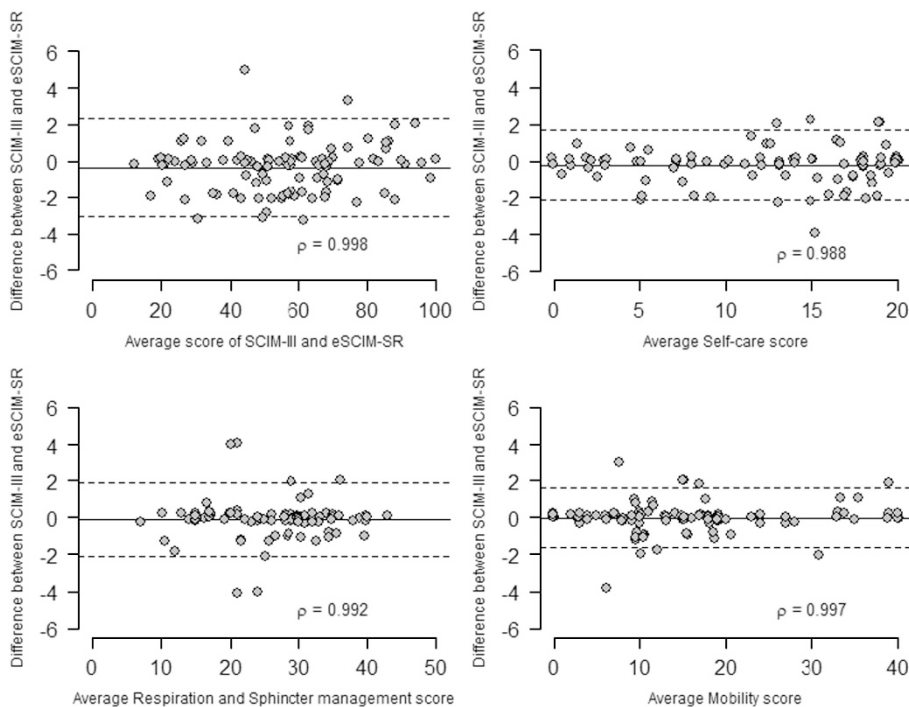 Difference between SCIM-III and eSCIM-SR
6
4
2
0
-2
-4
-6
ρ = 0.998
0 20 40 60 80 100
Average score of SCIM-III and eSCIM-SR
Difference between SCIM-III and eSCIM-SR
6
4
2
0
-2
-4
-6
ρ = 0.988
0 5 10 15 20
Average Self-care score
Difference between SCIM-III and eSCIM-SR
6
4
2
0
-2
-4
-6
ρ = 0.992
0 10 20 30 40 50
Average Respiration and Sphincter management score
Difference between SCIM-III and eSCIM-SR
6
4
2
0
-2
-4
-6
ρ = 0.997
0 10 20 30 40
Average Mobility score